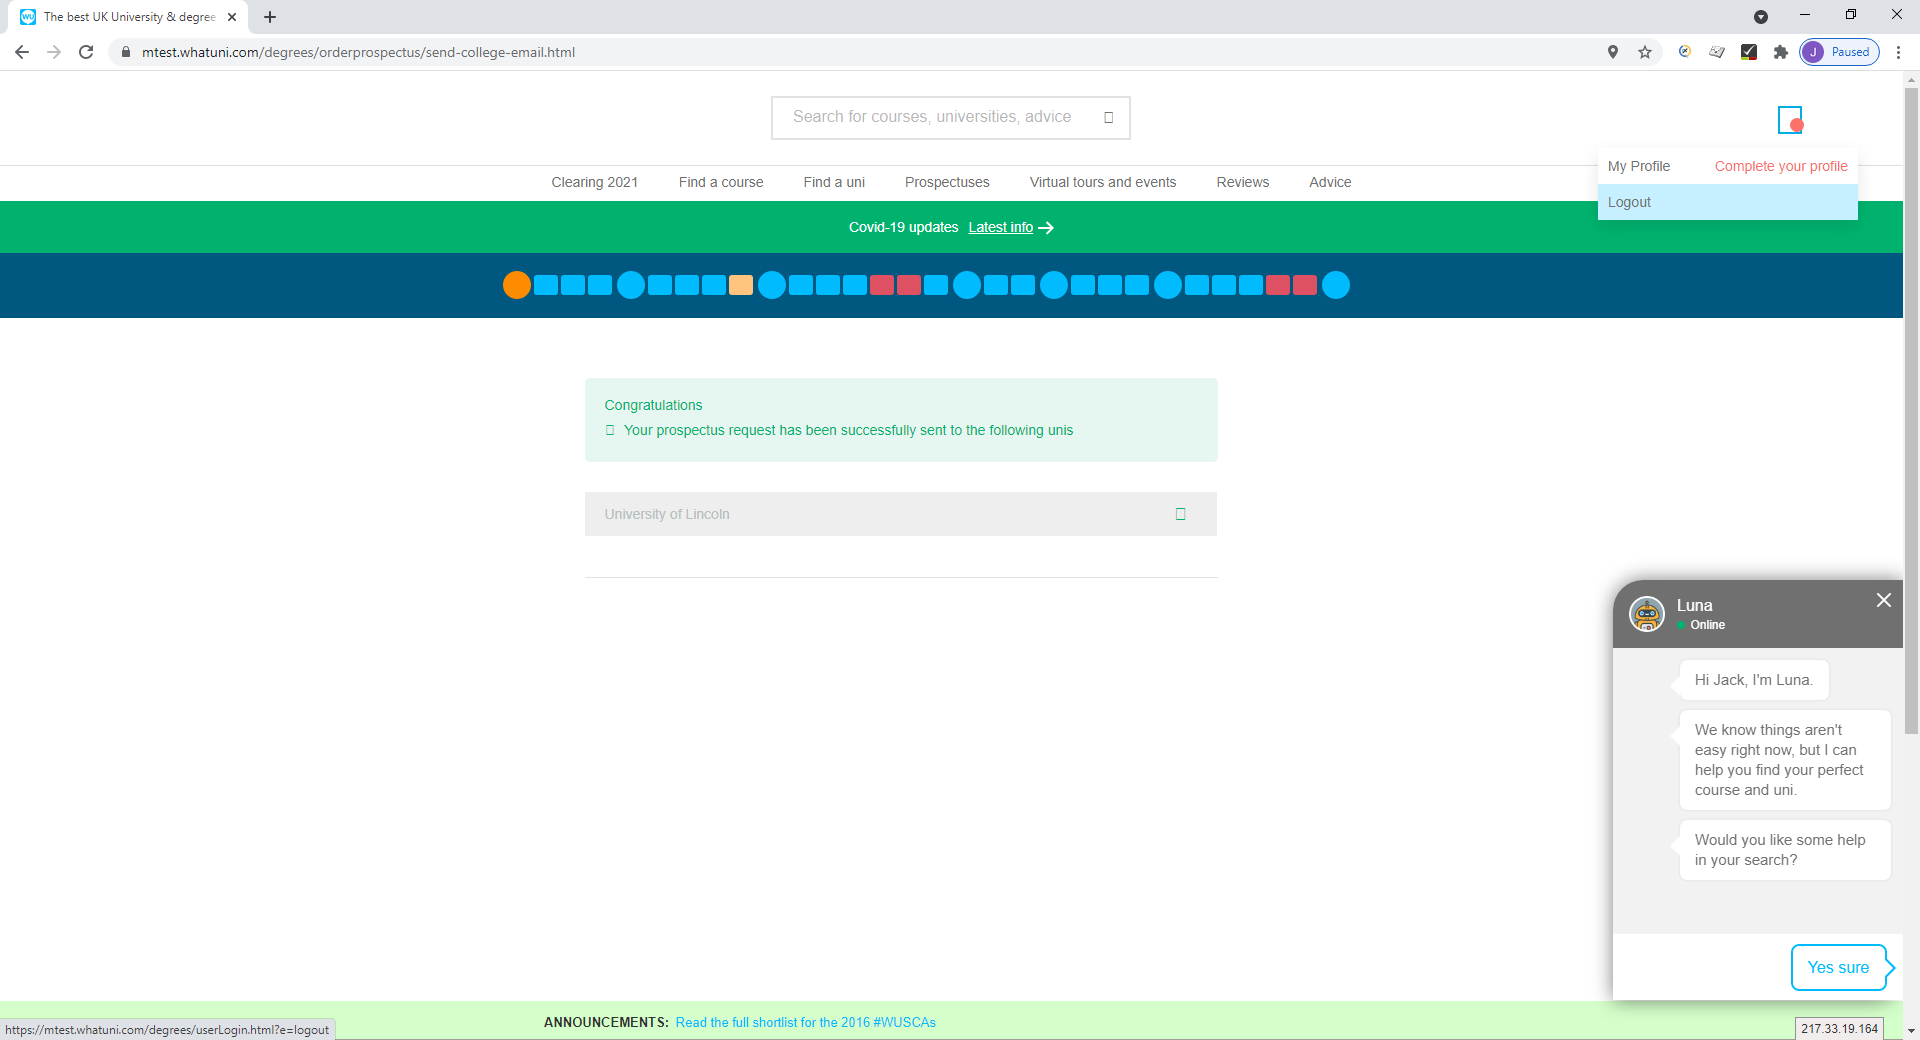 The best UK University & degree
mtest.whatuni.com/degrees/orderprospectus/send-college-email.html
J Paused
Search for courses, universities, advice
My Profile Complete your profile
Logout
Clearing 2021 Find a course Find a uni Prospectuses Virtual tours and events Reviews Advice
Covid-19 updates Latest info
Congratulations
Your prospectus request has been successfully sent to the following unis
University of Lincoln
Luna
Online
Hi Jack, I'm Luna.
We know things aren't
easy right now, but I can
help you find your perfect
course and uni.
Would you like some help
in your search?
Yes sure
ANNOUNCEMENTS: Read the full shortlist for the 2016 #WUSCAs
https://mtest.whatuni.com/degrees/userLogin.html?e=logout
217.33.19.164